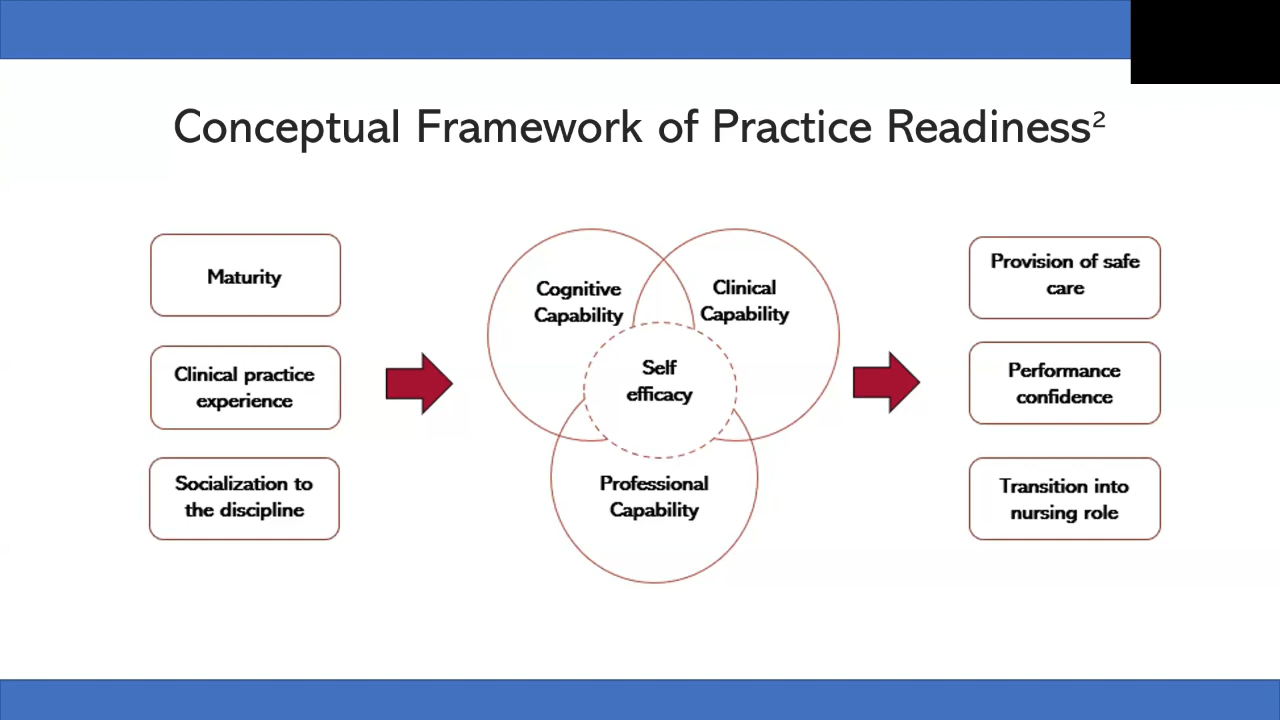 Conceptual Framework of Practice Readiness²
Maturity
Clinical practice
experience
Socialization to
the discipline
Cognitive
Capability
Clinical
Capability
Self
efficacy
Professional
Capability
Provision of safe
care
Performance
confidence
Transition into
nursing role